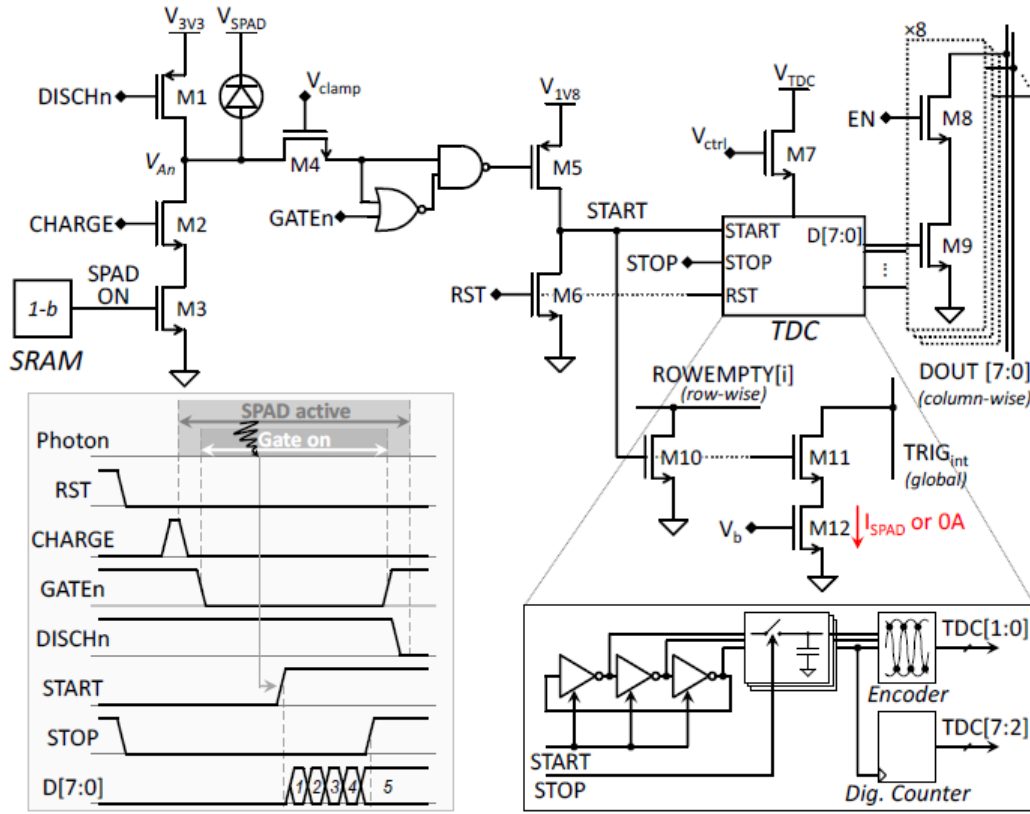 V3V3
VSPAD
×8
DISCHn
M1
Vclamp
V1V8
VTDC
EN
M8
VAn
M4
M5
Vctrl
M7
CHARGE
M2
GATEn
START
START
D[7:0]
M9
SPAD
ON
STOP
STOP
1-b
M3
RST
M6
RST
SRAM
TDC
ROWEMPTY[i]
(row-wise)
DOUT [7:0]
(column-wise)
SPAD active
Photon
Gate on
M10
M11
TRIGint
(global)
RST
Vb
M12
ISPAD or 0A
CHARGE
GATEn
DISCHn
START
STOP
D[7:0]
1
2
3
4
5
TDC[1:0]
Encoder
TDC[7:2]
START
STOP
Dig. Counter